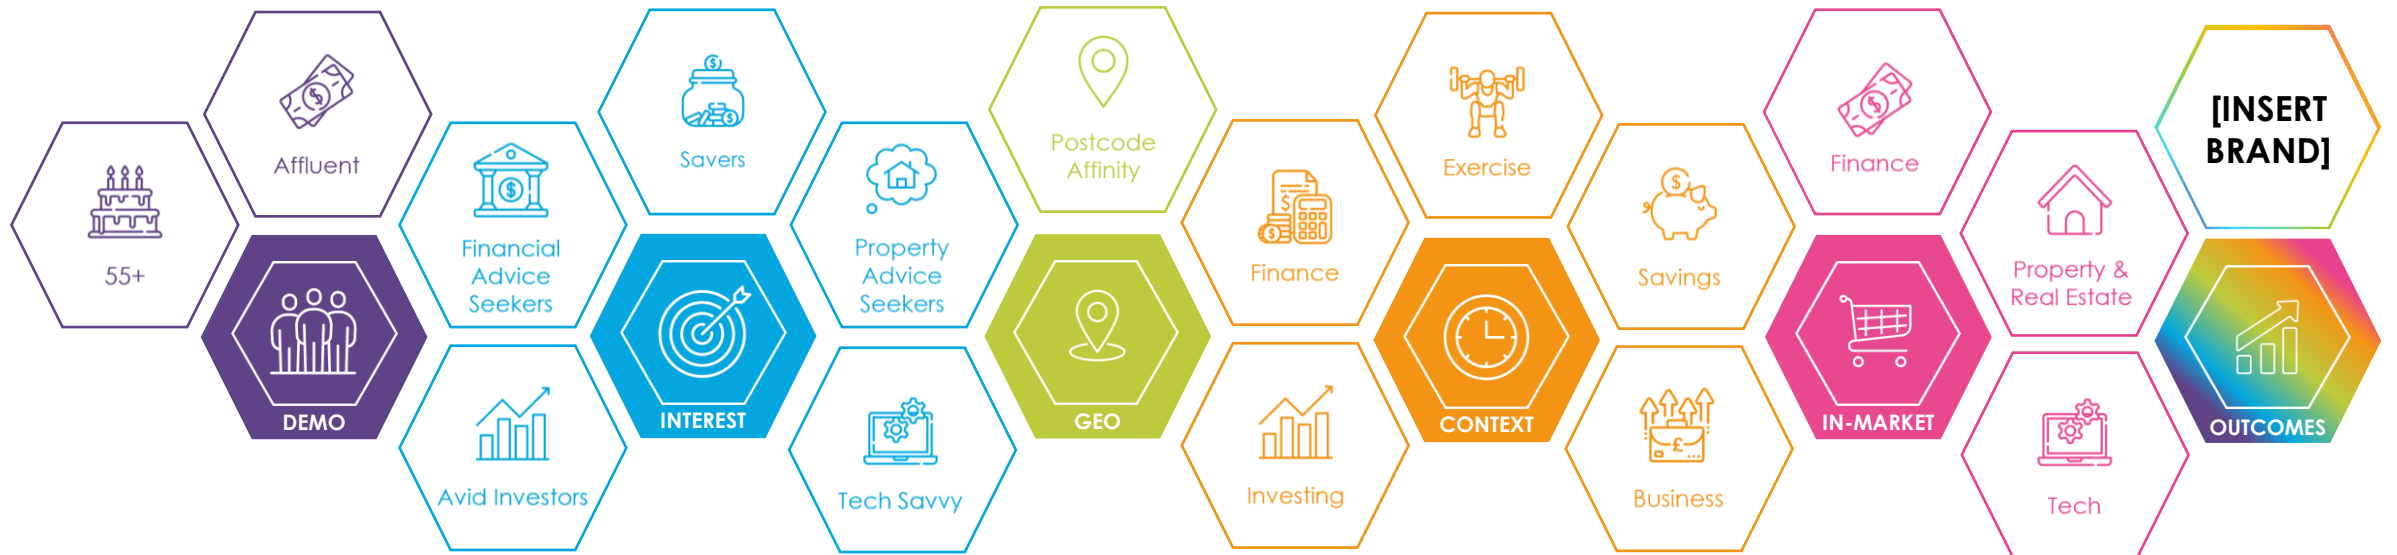 55+
Affluent
DEMO
Financial
Advice
Seekers
Avid Investors
Savers
INTEREST
Property
Advice
Seekers
Tech Savvy
Postcode
Affinity
GEO
Finance
Investing
Exercise
CONTEXT
Savings
£
Business
Finance
IN-MARKET
Property &
Real Estate
Tech
[INSERT
BRAND]
OUTCOMES